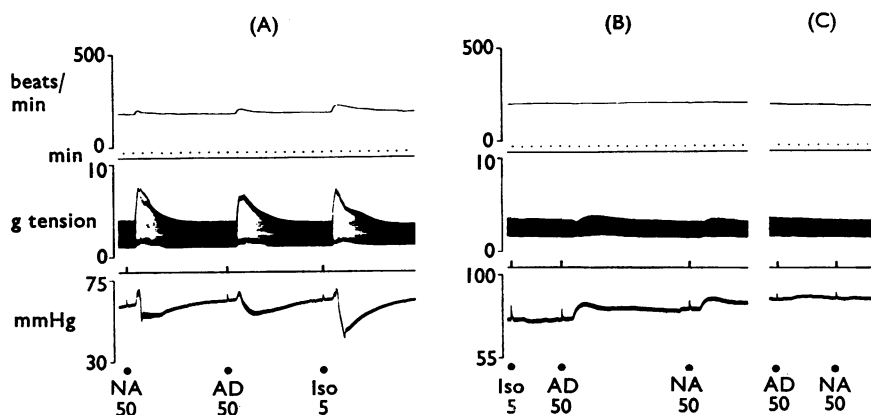 (A) (B) (C)
500 500
beats/
min
0 0
min
10 10
g tension
0 0
75 100
mmHg
30 55
NA AD Iso Iso AD NA AD NA
50 50 5 5 50 50 50 50